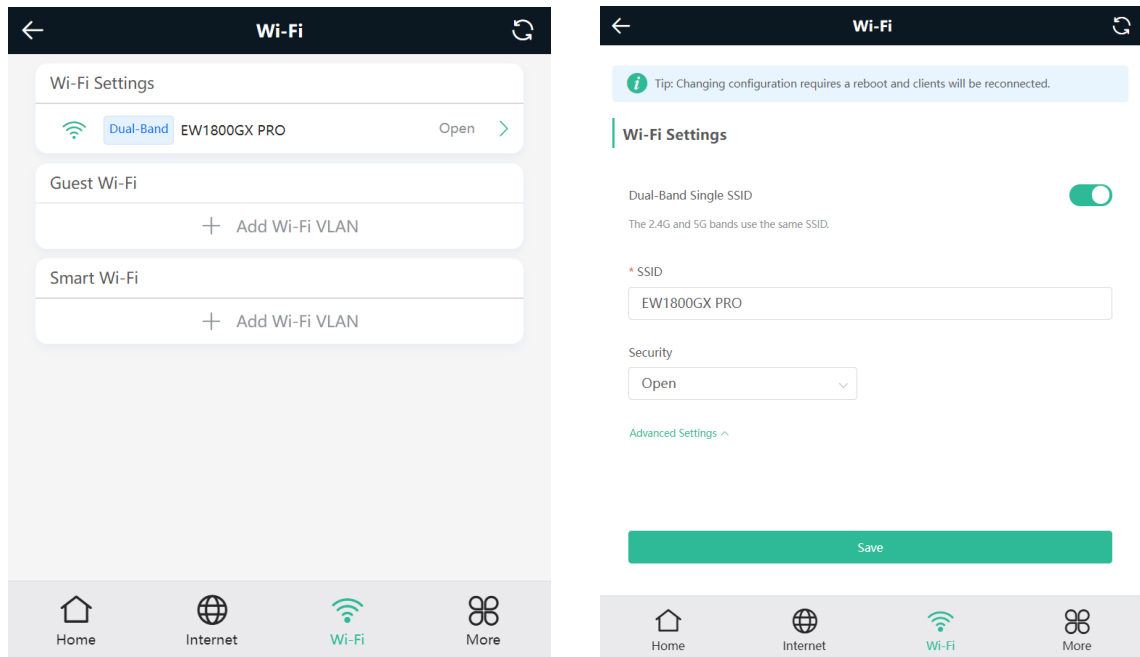 Wi-Fi
Wi-Fi Settings
Dual-Band EW1800GX PRO Open
Guest Wi-Fi
+ Add Wi-Fi VLAN
Smart Wi-Fi
+ Add Wi-Fi VLAN
Home Internet Wi-Fi More
Wi-Fi
Tip: Changing configuration requires a reboot and clients will be reconnected.
Wi-Fi Settings
Dual-Band Single SSID
The 2.4G and 5G bands use the same SSID.
* SSID
EW1800GX PRO
Security
Open
Advanced Settings
Save
Home Internet Wi-Fi More